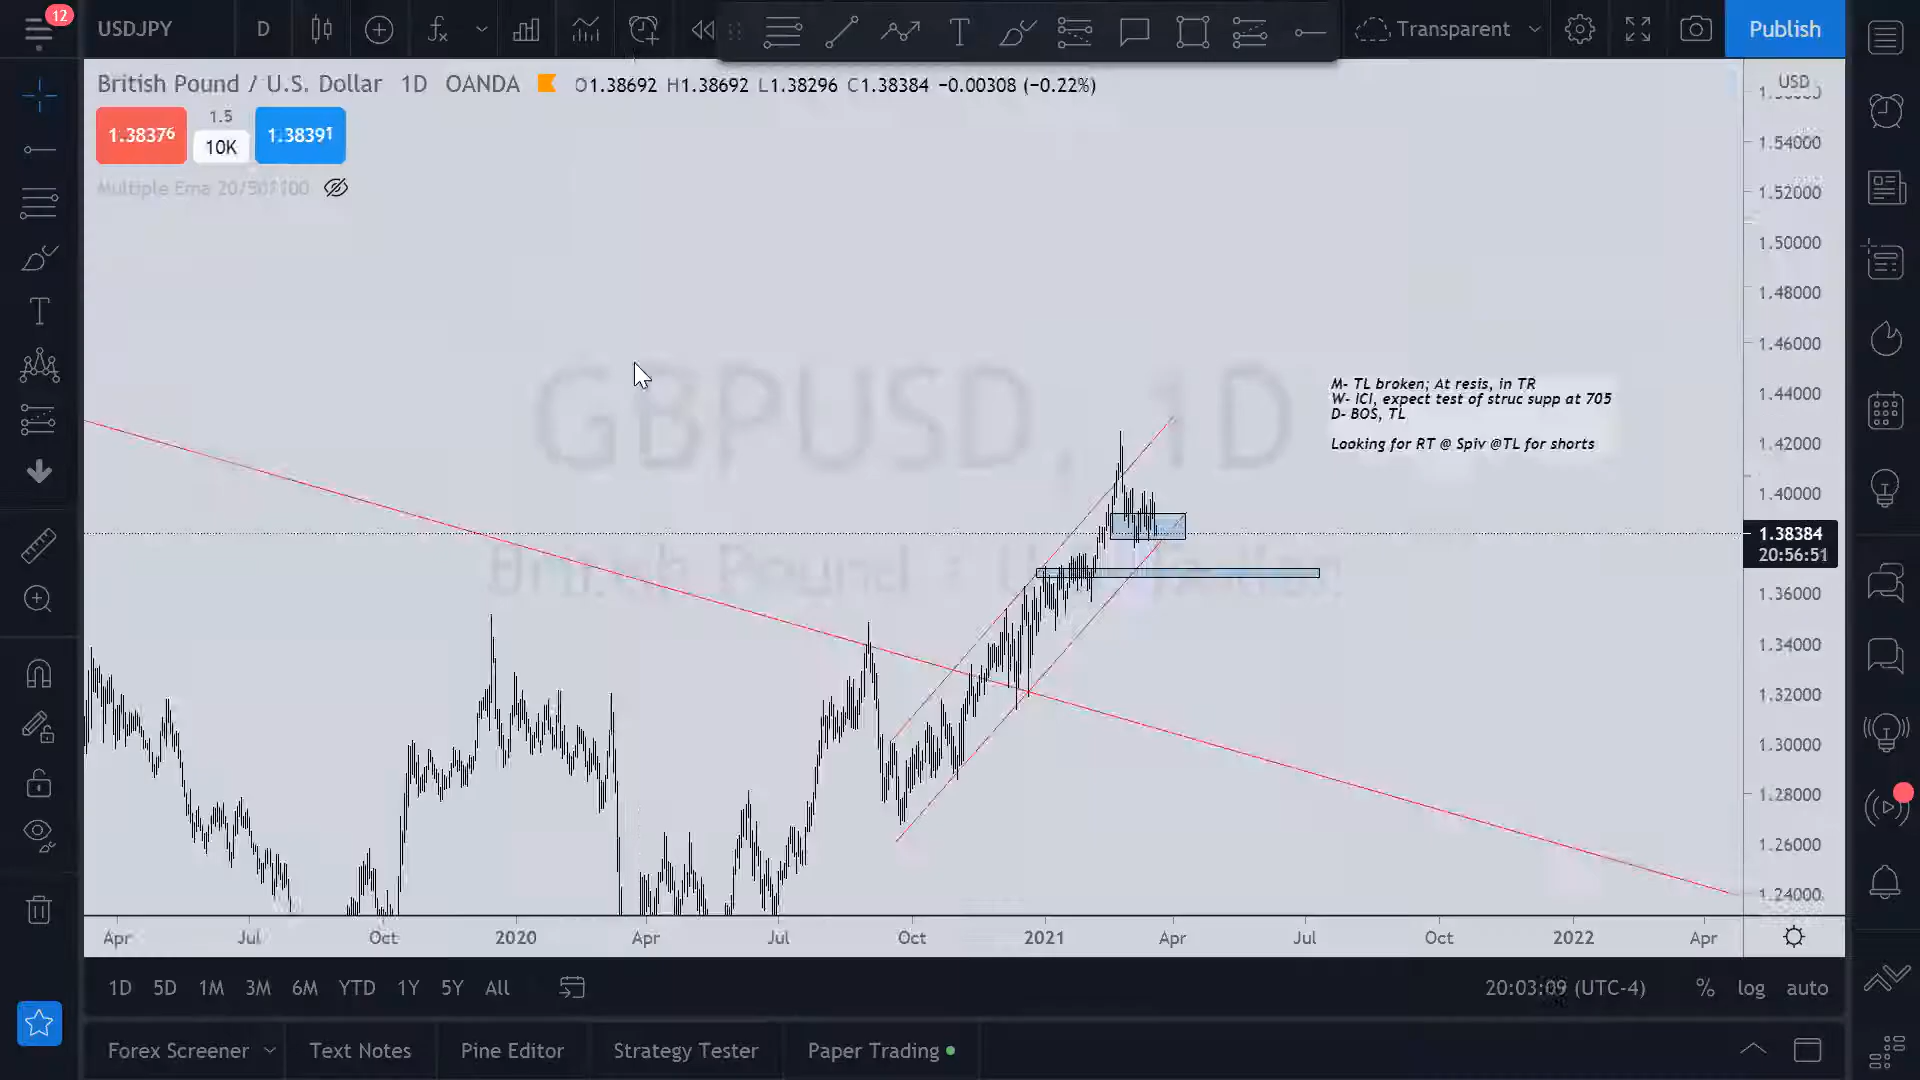 12
USDJPY
D
Transparent
Publish
British Pound / U.S. Dollar 1D OANDA O1.38692 H1.38692 L1.38296 C1.38384 −0.00308 (−0.22%)
USD
1.38376
1.5
10K
1.38391
Multiple Ema
1.54000
1.52000
1.50000
1.48000
1.46000
1.44000
1.42000
1.40000
1.38384
20:56:51
1.36000
1.34000
1.32000
1.30000
1.28000
1.26000
1.24000
GBPUSD, 1D
British Pound / U.S. Dollar
M- TL broken; At resis, in TR
W- ICI, expect test of struc supp at 705
D- BOS, TL
Looking for RT @ Spiv @TL for shorts
Apr Jul Oct 2020 Apr Jul Oct 2021 Apr Jul Oct 2022 Apr
1D 5D 1M 3M 6M YTD 1Y 5Y All
20:03:09 (UTC-4) % log auto
Forex Screener Text Notes Pine Editor Strategy Tester Paper Trading